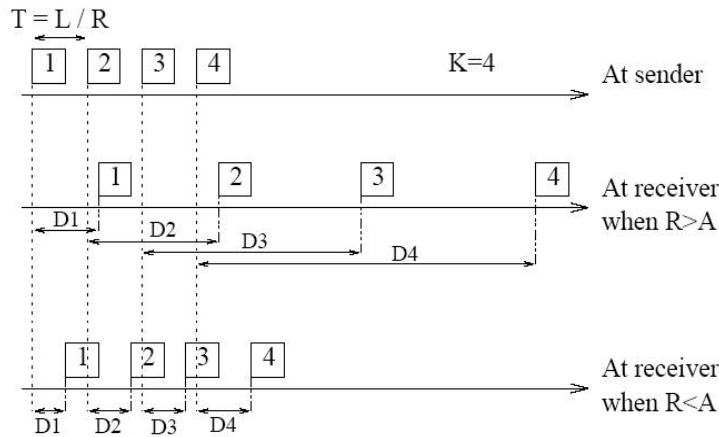 T = L / R
1 2 3 4
K=4
At sender
1 2 3 4
At receiver
when R>A
D1
D2
D3
D4
1 2 3 4
At receiver
when R<A
D1 D2 D3 D4